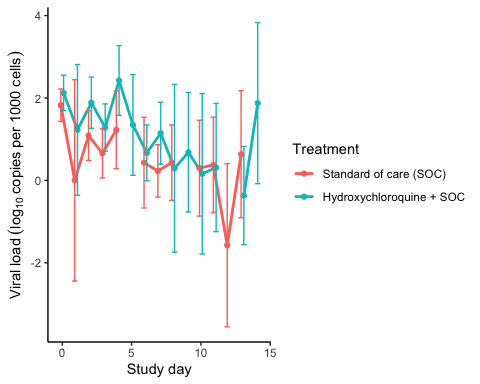 Viral load (log₁₀ copies per 1000 cells)
4
2
0
-2
0
5
10
15
Study day
Treatment
Standard of care (SOC)
Hydroxychloroquine + SOC